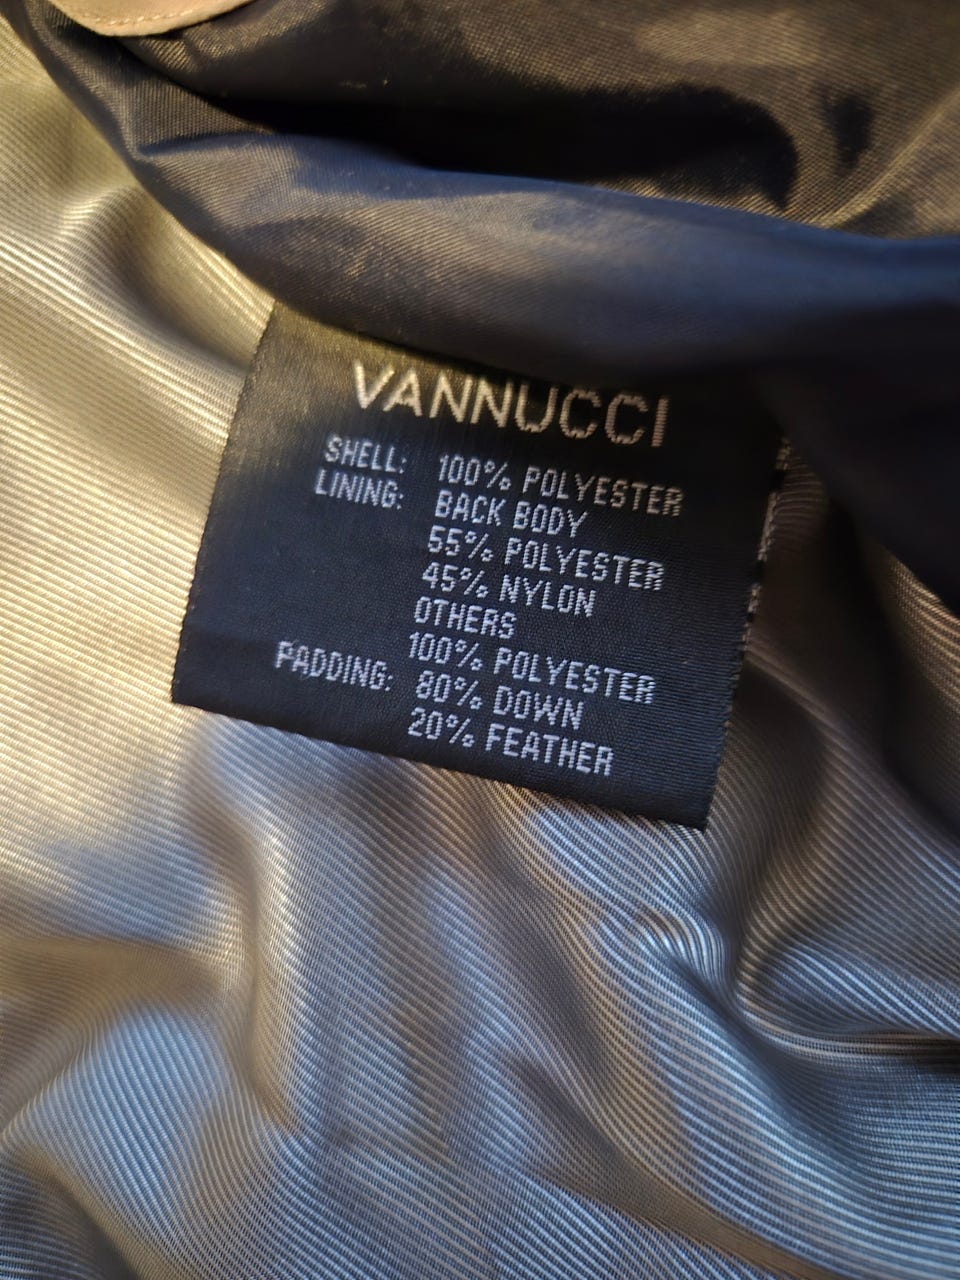 VANNUCCI
SHELL: 100% POLYESTER
LINING: BACK BODY
55% POLYESTER
45% NYLON
OTHERS
100% POLYESTER
PADDING: 80% DOWN
20% FEATHER